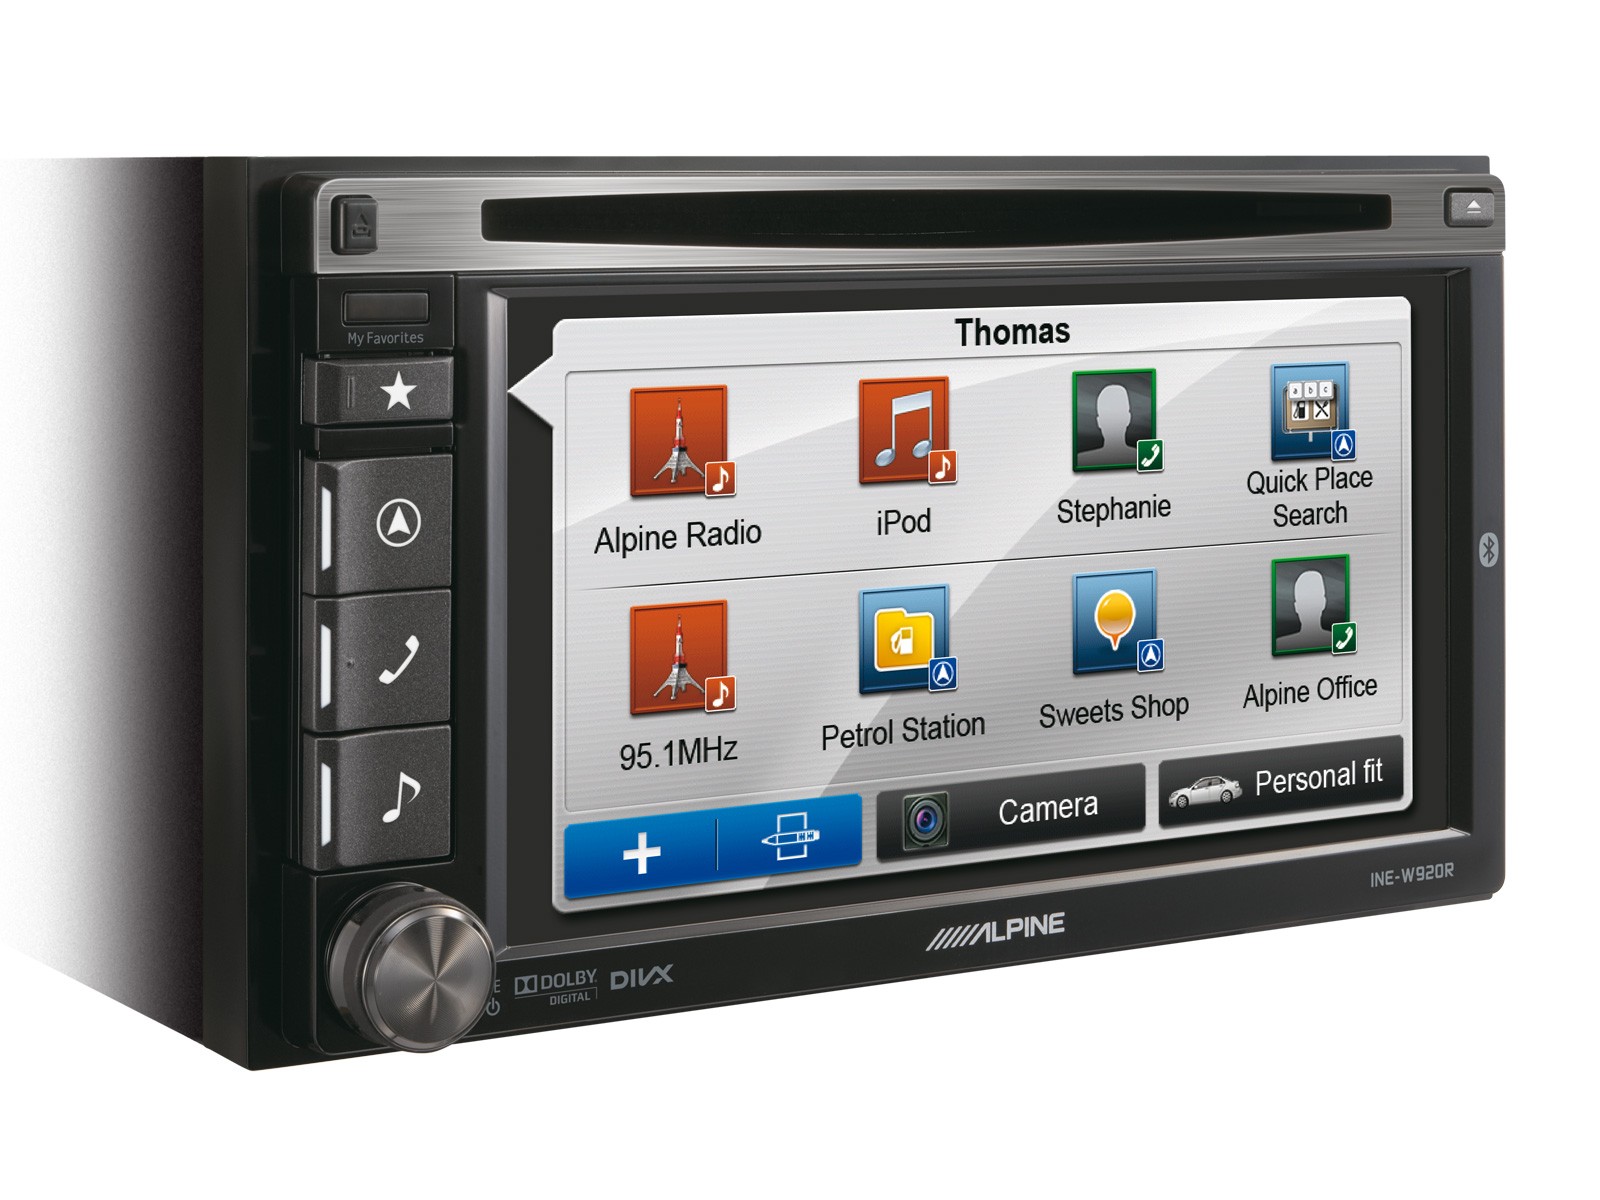 My Favorites
Thomas
Alpine Radio
iPod
Stephanie
Quick Place
Search
95.1MHz
Petrol Station
Sweets Shop
Alpine Office
Camera
Personal fit
INE-W920R
ALPINE
DOLBY
DIGITAL
DIVX
a b c